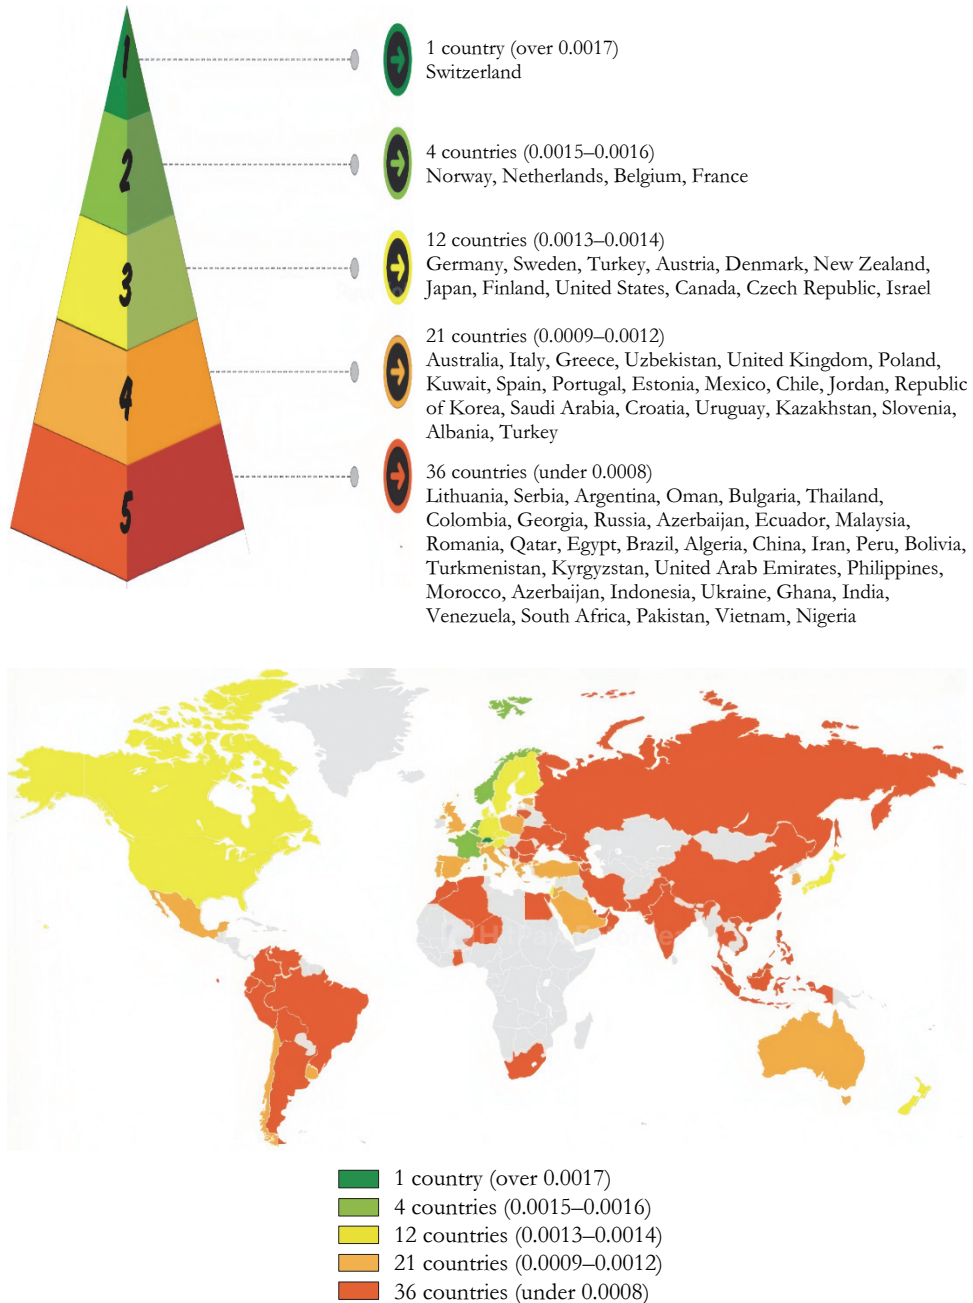 1
1 country (over 0.0017)
Switzerland
2
4 countries (0.0015–0.0016)
Norway, Netherlands, Belgium, France
3
12 countries (0.0013–0.0014)
Germany, Sweden, Turkey, Austria, Denmark, New Zealand,
Japan, Finland, United States, Canada, Czech Republic, Israel
4
21 countries (0.0009–0.0012)
Australia, Italy, Greece, Uzbekistan, United Kingdom, Poland,
Kuwait, Spain, Portugal, Estonia, Mexico, Chile, Jordan, Republic
of Korea, Saudi Arabia, Croatia, Uruguay, Kazakhstan, Slovenia,
Albania, Turkey
5
36 countries (under 0.0008)
Lithuania, Serbia, Argentina, Oman, Bulgaria, Thailand,
Colombia, Georgia, Russia, Azerbaijan, Ecuador, Malaysia,
Romania, Qatar, Egypt, Brazil, Algeria, China, Iran, Peru, Bolivia,
Turkmenistan, Kyrgyzstan, United Arab Emirates, Philippines,
Morocco, Azerbaijan, Indonesia, Ukraine, Ghana, India,
Venezuela, South Africa, Pakistan, Vietnam, Nigeria
1 country (over 0.0017)
4 countries (0.0015–0.0016)
12 countries (0.0013–0.0014)
21 countries (0.0009–0.0012)
36 countries (under 0.0008)